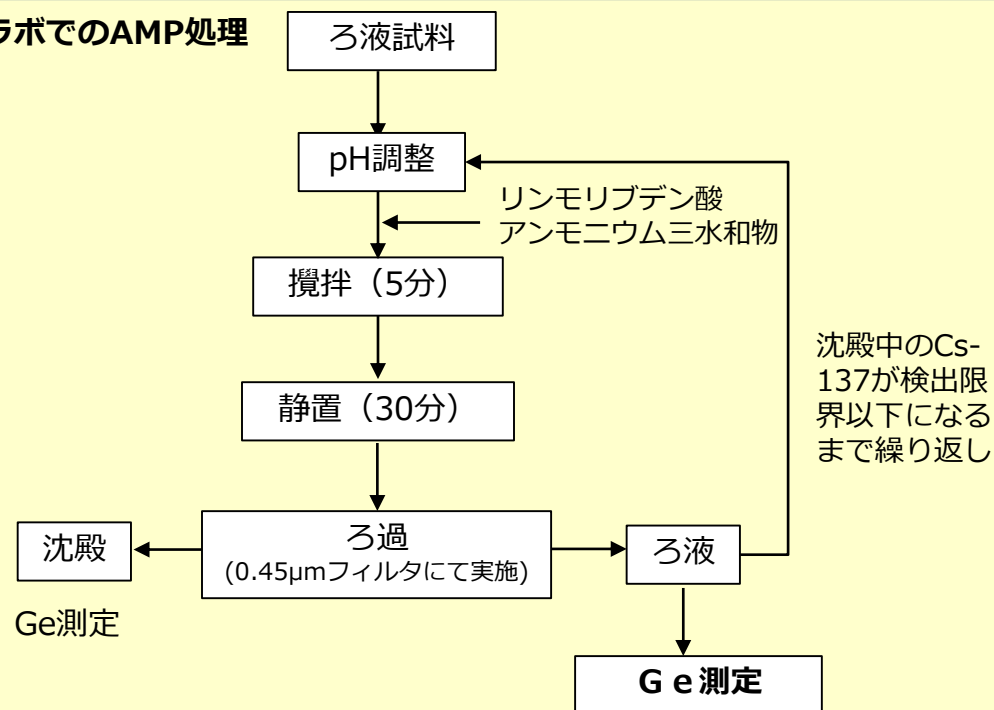 ラボでのAMP処理
ろ液試料
pH調整
リンモリブデン酸
アンモニウム三水和物
攪拌（5分）
静置（30分）
沈殿中のCs-
137が検出限
界以下になる
まで繰り返し
沈殿
ろ過
(0.45μmフィルタにて実施)
ろ液
Ge測定
Ｇｅ測定